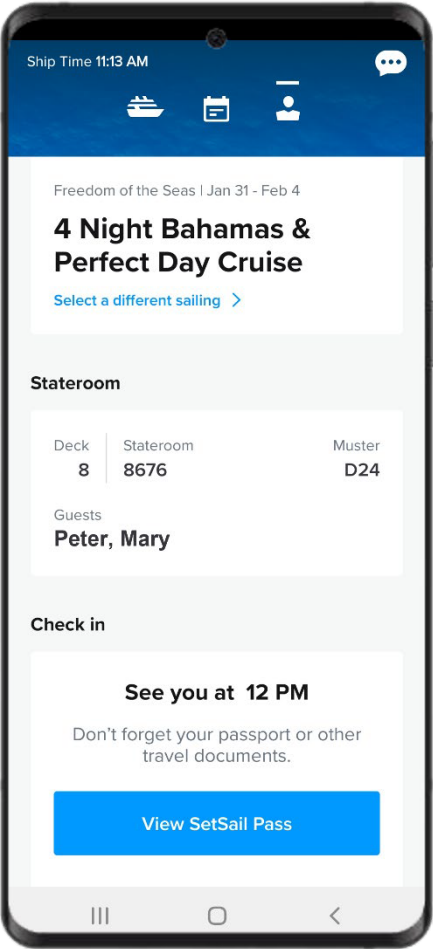 Ship Time 11:13 AM
Freedom of the Seas | Jan 31 - Feb 4
4 Night Bahamas &
Perfect Day Cruise
Select a different sailing
Stateroom
Deck Stateroom Muster
8 8676 D24
Guests
Peter, Mary
Check in
See you at 12 PM
Don't forget your passport or other
travel documents.
View SetSail Pass